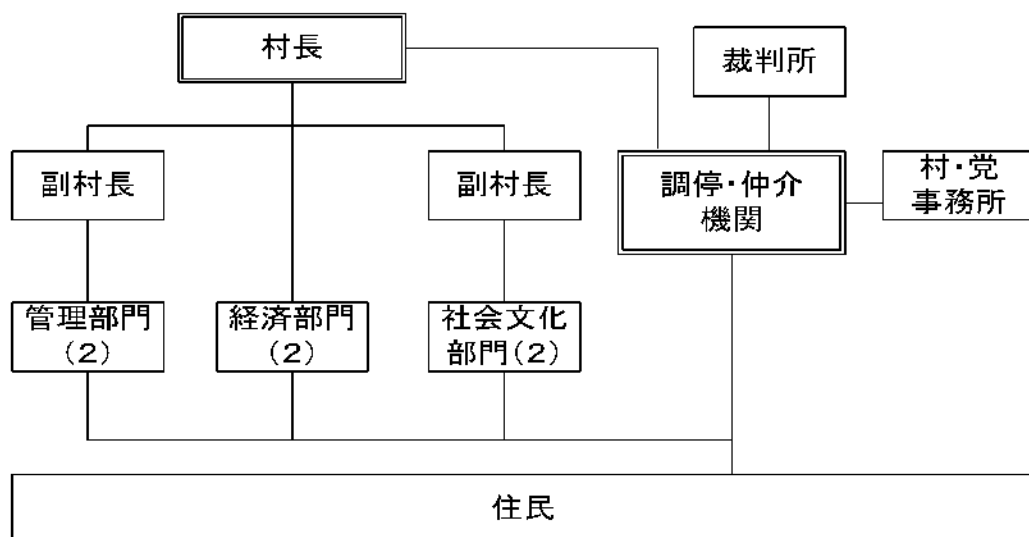 村長
裁判所
副村長
副村長
調停・仲介
機関
村・党
事務所
管理部門
(2)
経済部門
(2)
社会文化
部門(2)
住民